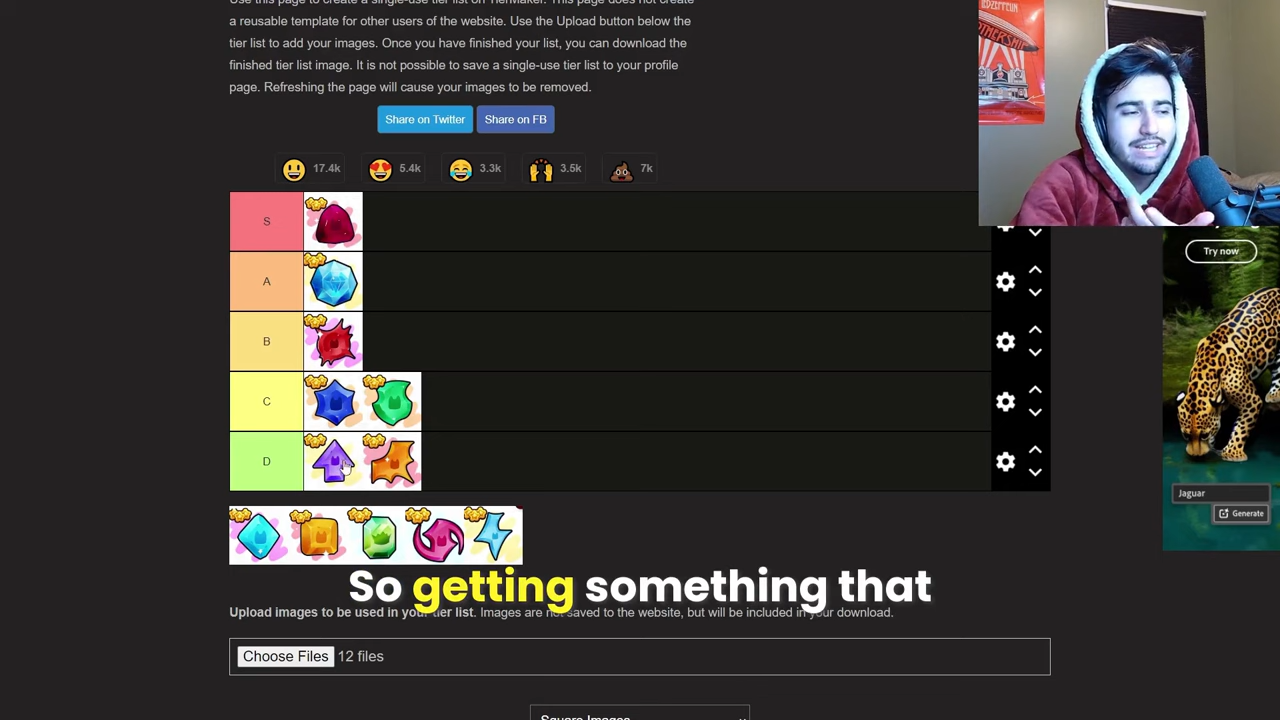 Use this page to create a single-use tier list on TierMaker. This page does not create
a reusable template for other users of the website. Use the Upload button below the
tier list to add your images. Once you have finished your list, you can download the
finished tier list image. It is not possible to save a single-use tier list to your profile
page. Refreshing the page will cause your images to be removed.
Share on Twitter
Share on FB
17.4k
5.4k
3.3k
3.5k
7k
LED ZEPPELIN
MOTHERSHIP
Try now
S
A
B
C
D
Jaguar
Generate
So getting something that
Upload images to be used in your tier list. Images are not saved to the website, but will be included in your download.
Choose Files 12 files
Square Images